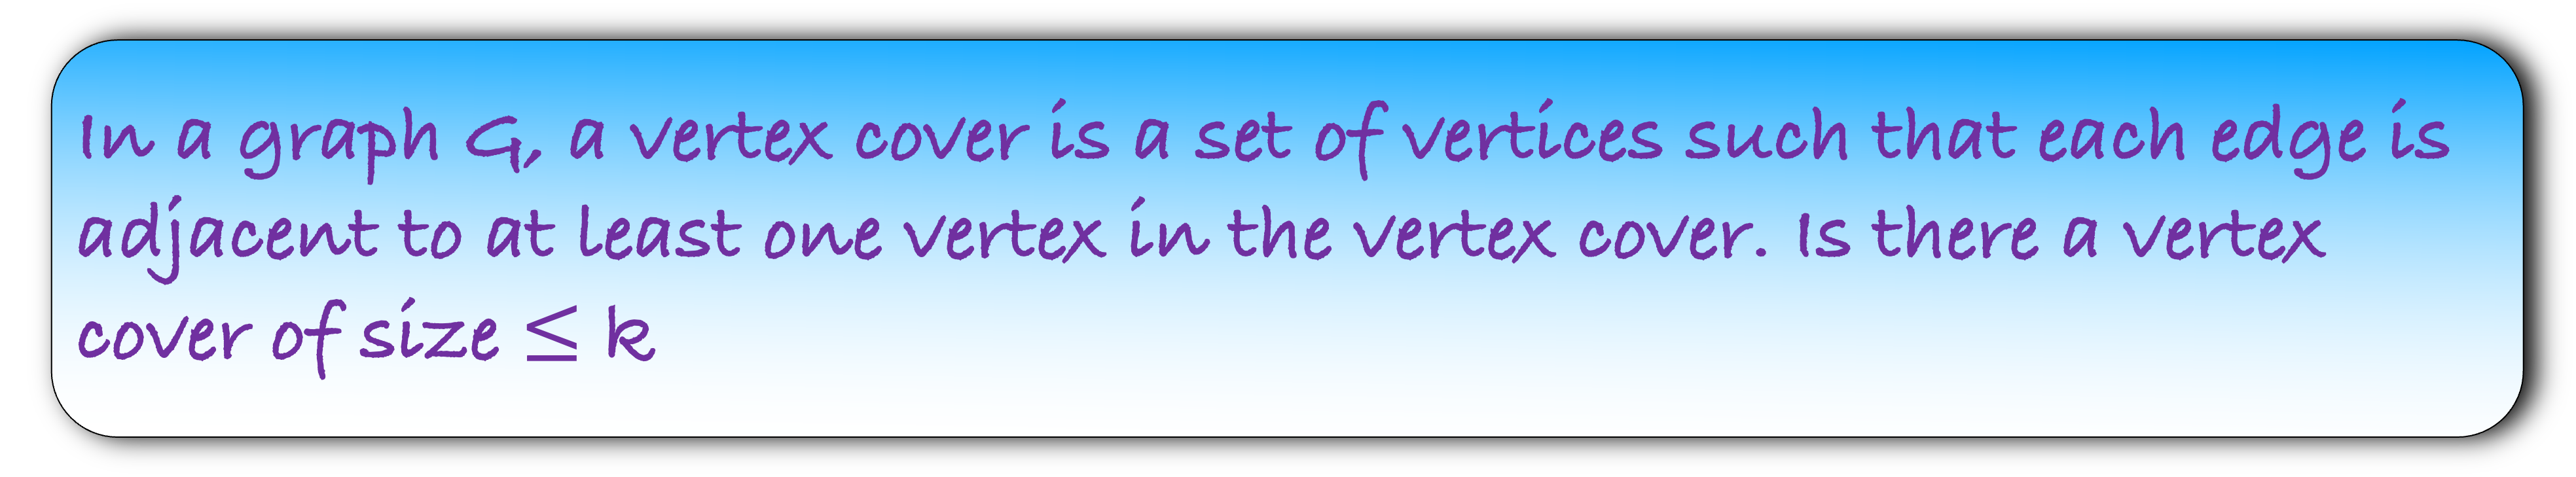 In a graph G, a vertex cover is a set of vertices such that each edge is
adjacent to at least one vertex in the vertex cover. Is there a vertex
cover of size ≤ k